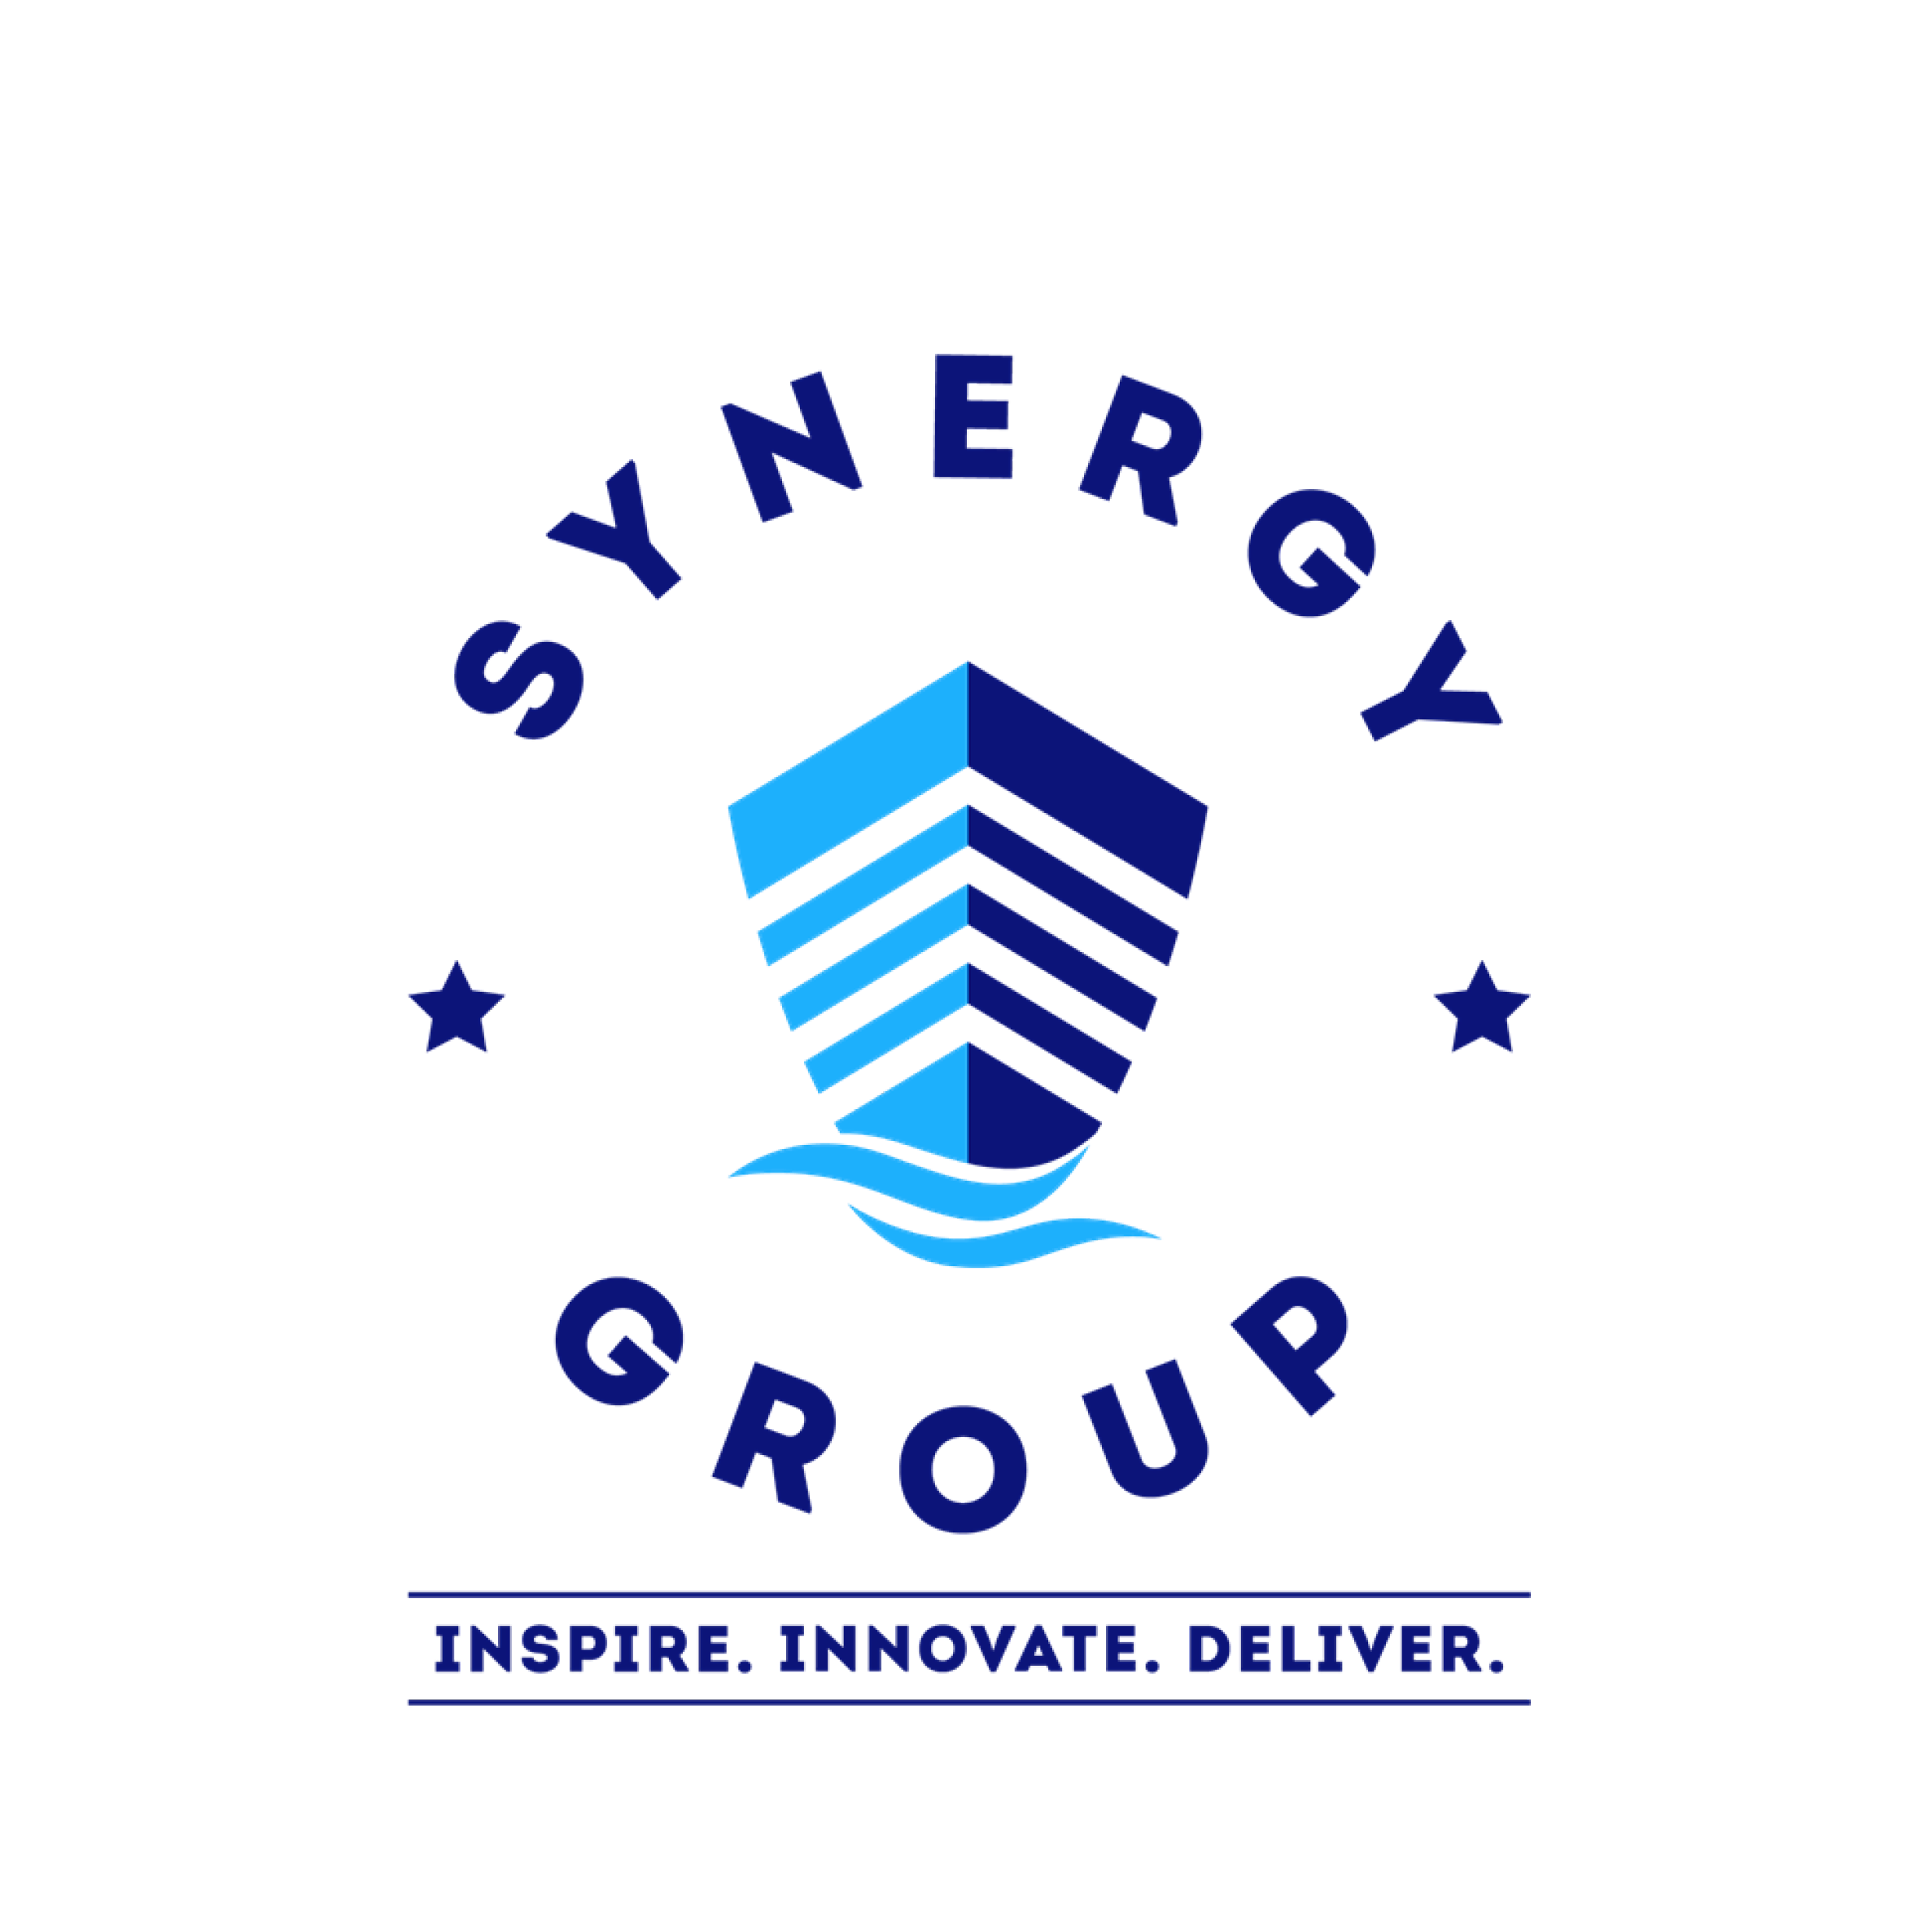 SYNERGY
GROUP
INSPIRE. INNOVATE. DELIVER.